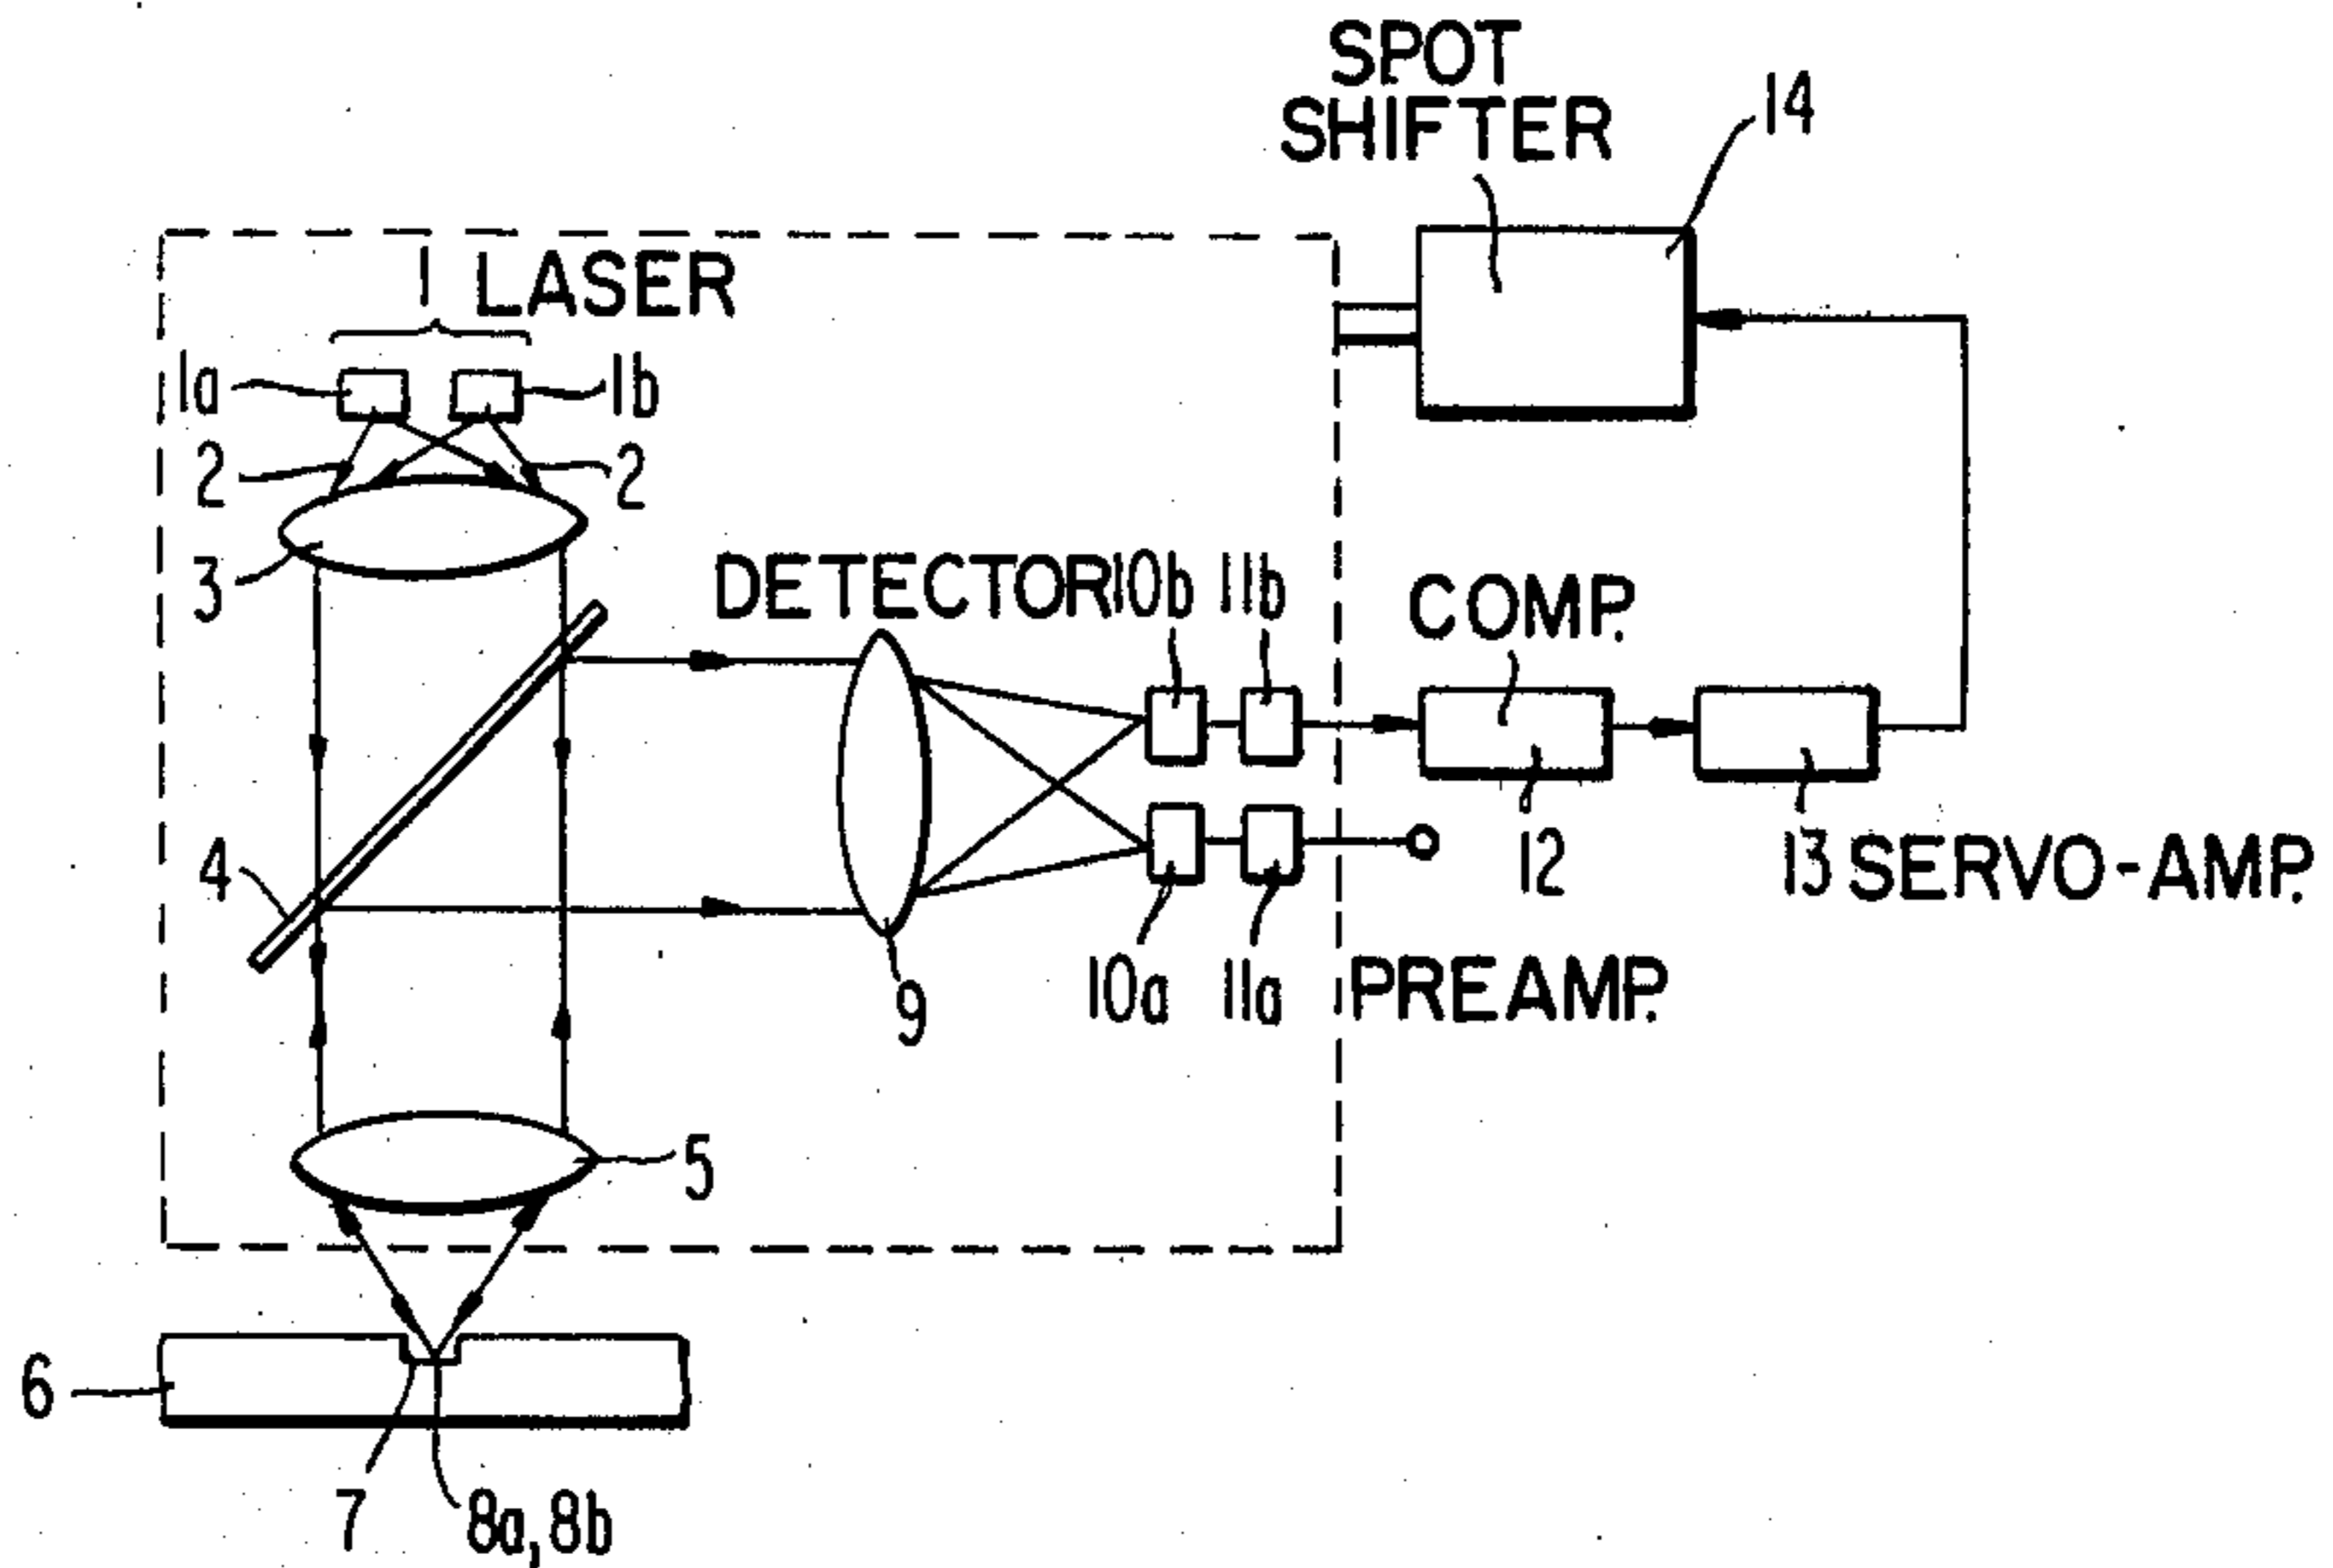 SPOT
SHIFTER
14
1 LASER
1a
1b
2
2
3
DETECTOR 10b 11b
COMP.
4
12
13 SERVO-AMP.
9
10a 11a PREAMP.
5
6
7
8a, 8b